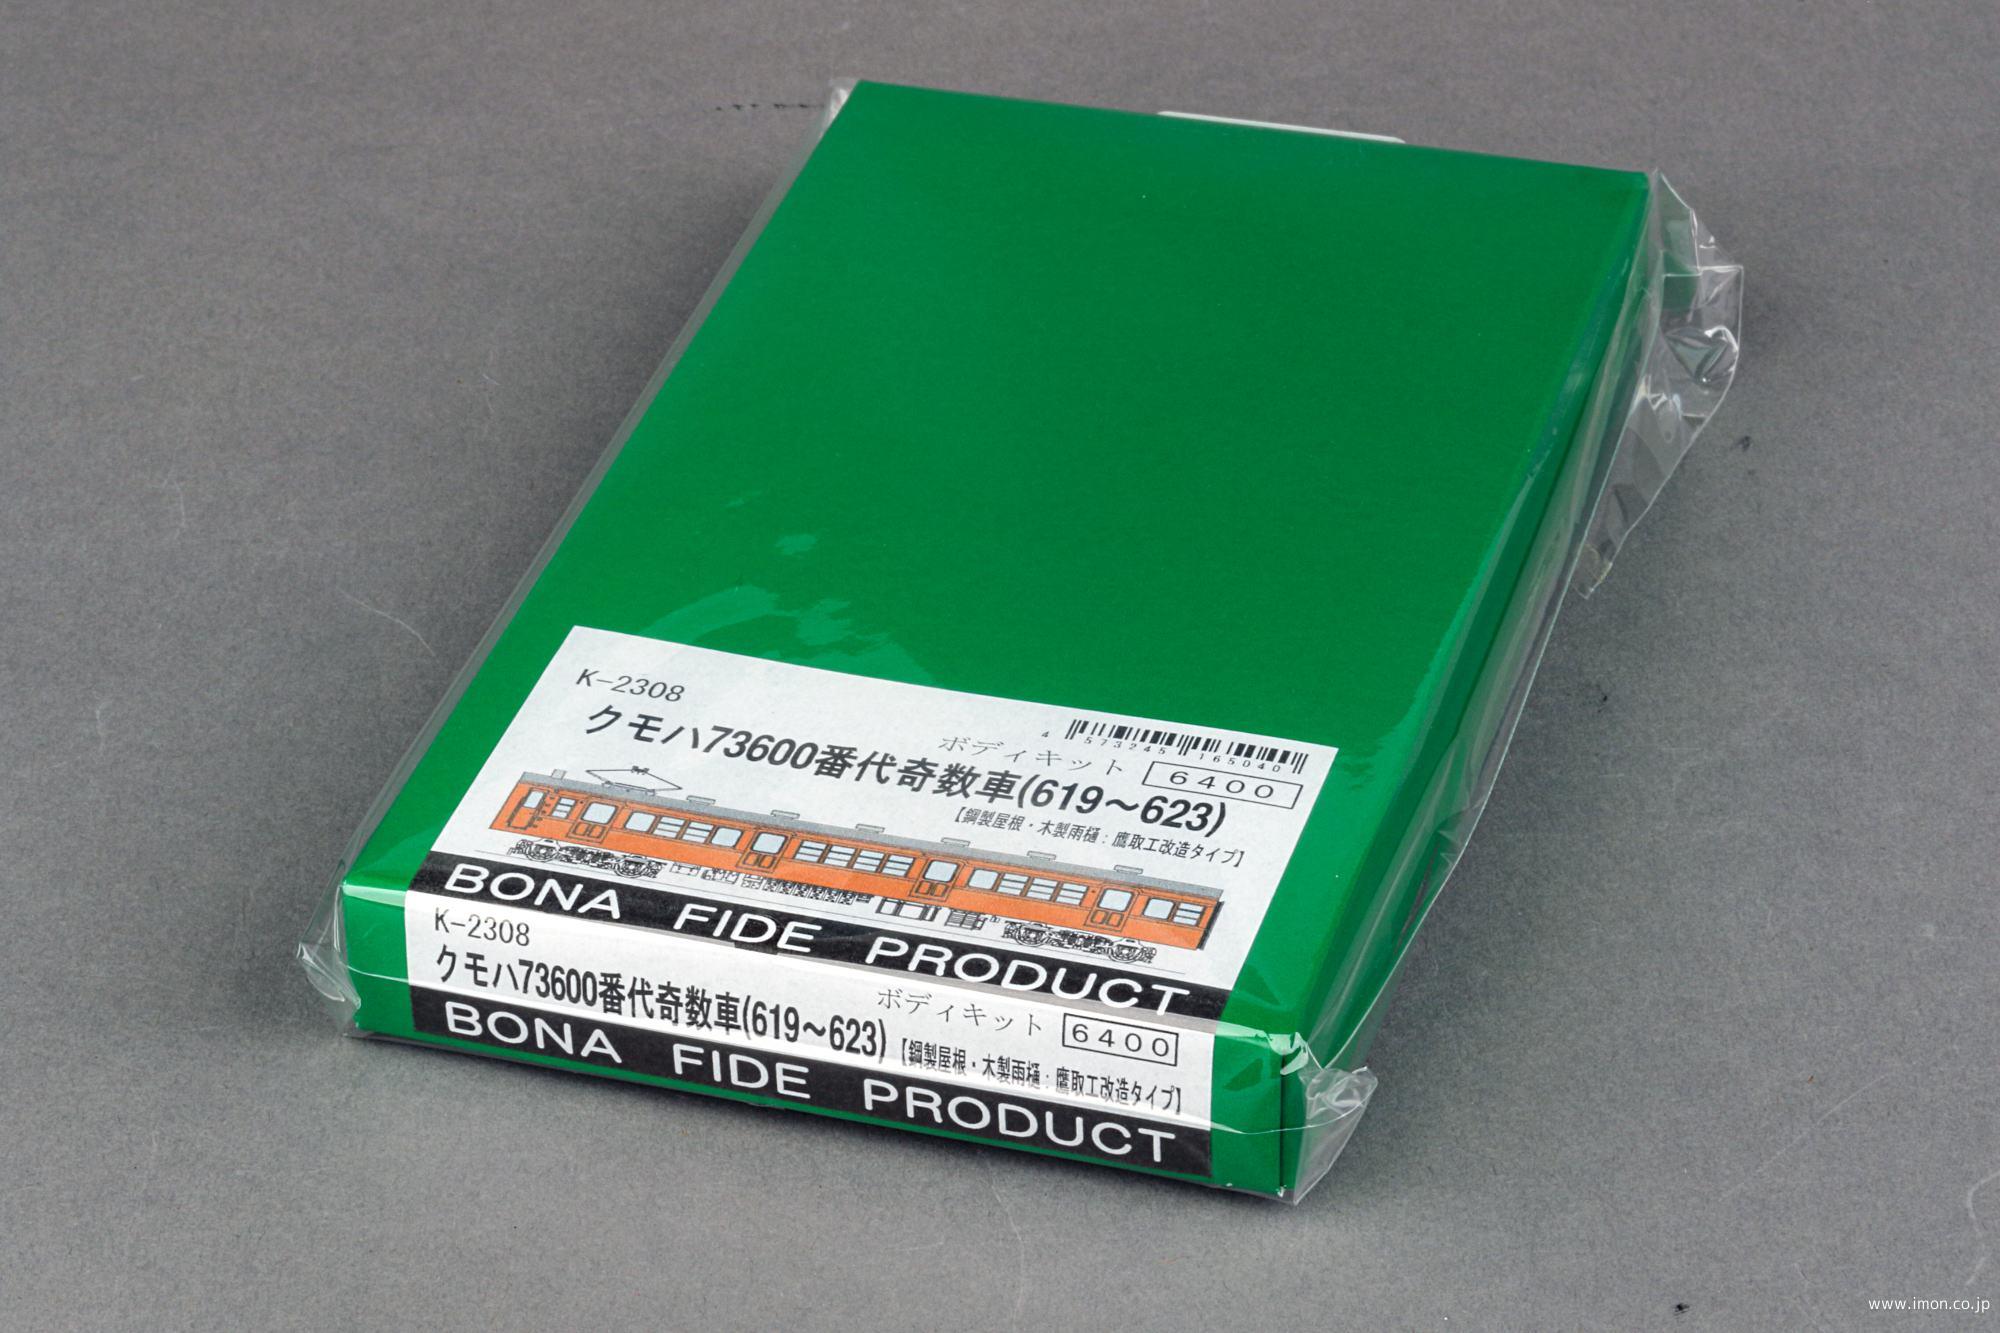 K-2308
クモハ73600番代奇数車(619～623)
ボディキット
4 573245 165040
6400
【鋼製屋根・木製雨樋：鷹取工改造タイプ】
BONA FIDE PRODUCT
K-2308
クモハ73600番代奇数車(619～623)
ボディキット
6400
【鋼製屋根・木製雨樋：鷹取工改造タイプ】
BONA FIDE PRODUCT
www.imon.co.jp